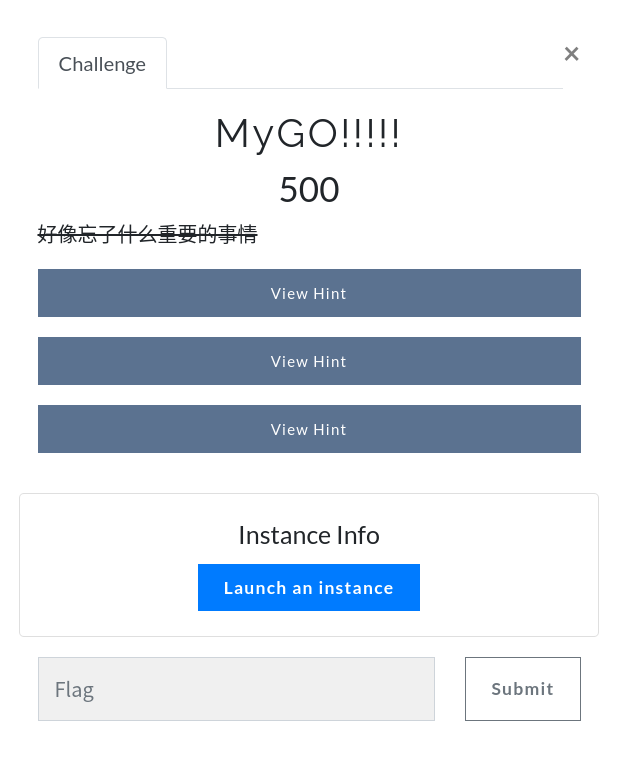 Challenge
×
MyGO!!!!!
500
好像忘了什么重要的事情
View Hint
View Hint
View Hint
Instance Info
Launch an instance
Flag
Submit